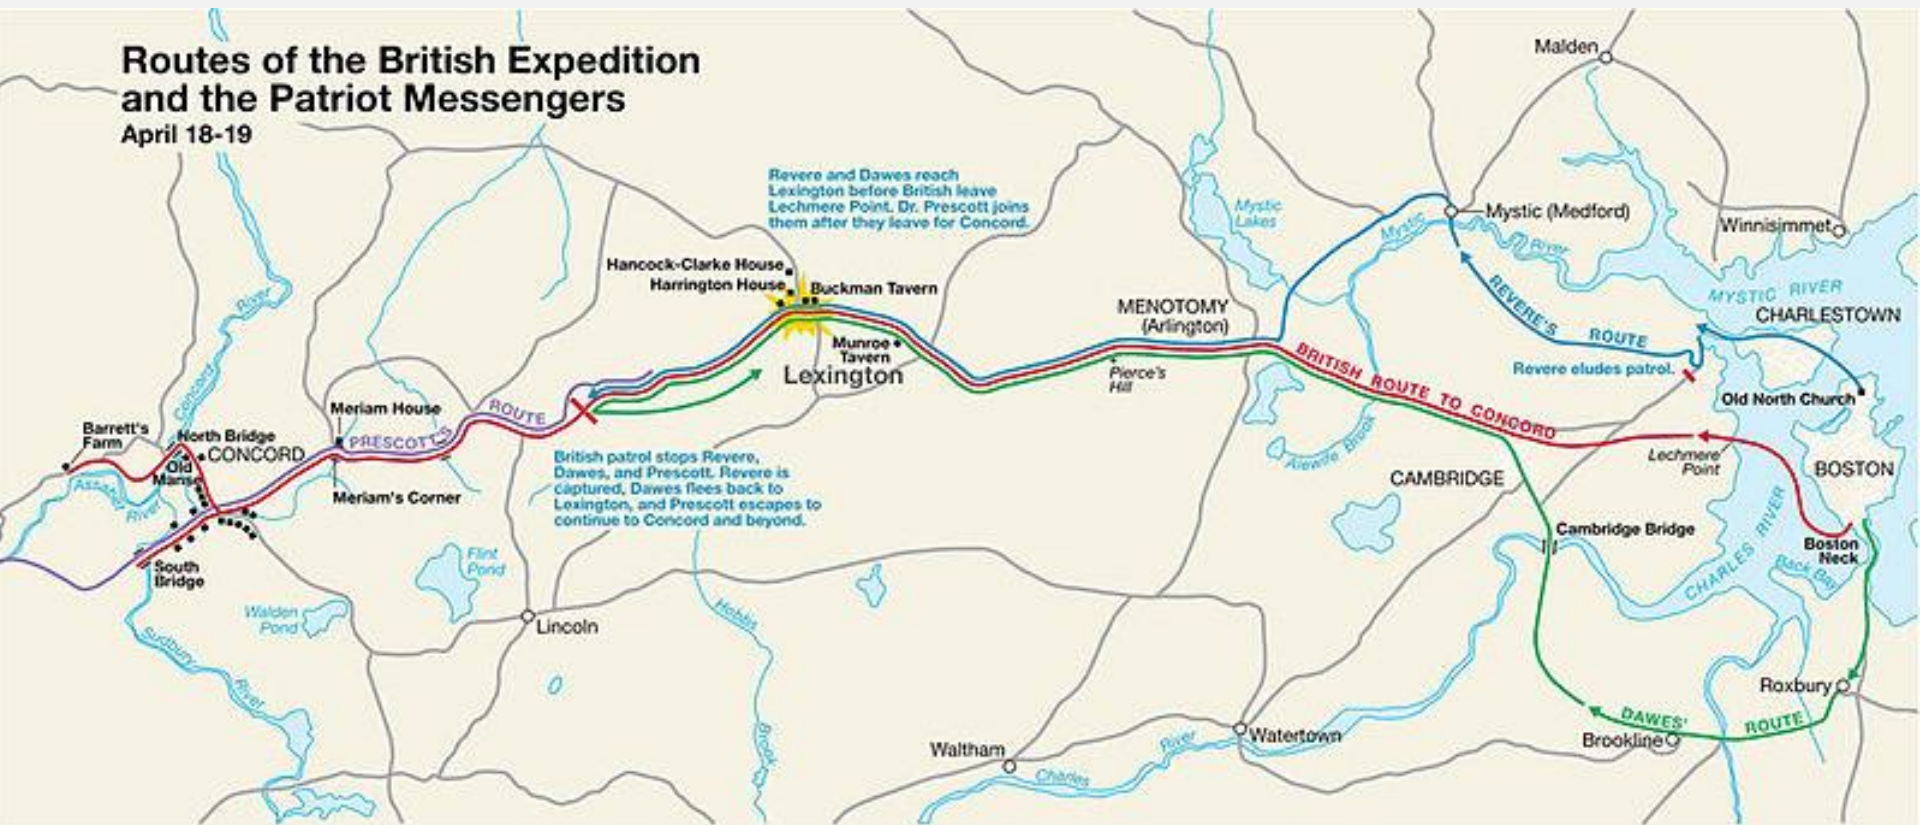 Routes of the British Expedition
and the Patriot Messengers
April 18-19
Malden
Revere and Dawes reach
Lexington before British leave
Lechmere Point. Dr. Prescott joins
them after they leave for Concord.
Mystic
Lakes
Mystic
River
Mystic (Medford)
Winnisimmet
Hancock-Clarke House
Harrington House
Buckman Tavern
MYSTIC RIVER
CHARLESTOWN
REVERE'S ROUTE
MENOTOMY
(Arlington)
Munroe
Tavern
Lexington
Pierce's
Hill
Revere eludes patrol.
Old North Church
BRITISH ROUTE TO CONCORD
Concord
River
Meriam House
PRESCOTT'S
ROUTE
Barrett's
Farm
North Bridge
CONCORD
Old
Manse
Assabet
River
Meriam's Corner
British patrol stops Revere,
Dawes, and Prescott. Revere is
captured, Dawes flees back to
Lexington, and Prescott escapes to
continue to Concord and beyond.
Alewife Brook
Lechmere
Point
BOSTON
CAMBRIDGE
Cambridge Bridge
Boston
Neck
Back Bay
CHARLES RIVER
South
Bridge
Flint
Pond
Walden
Pond
Lincoln
Hobbs
Brook
Sudbury
River
Roxbury
DAWES' ROUTE
Brookline
Watertown
Waltham
Charles
River